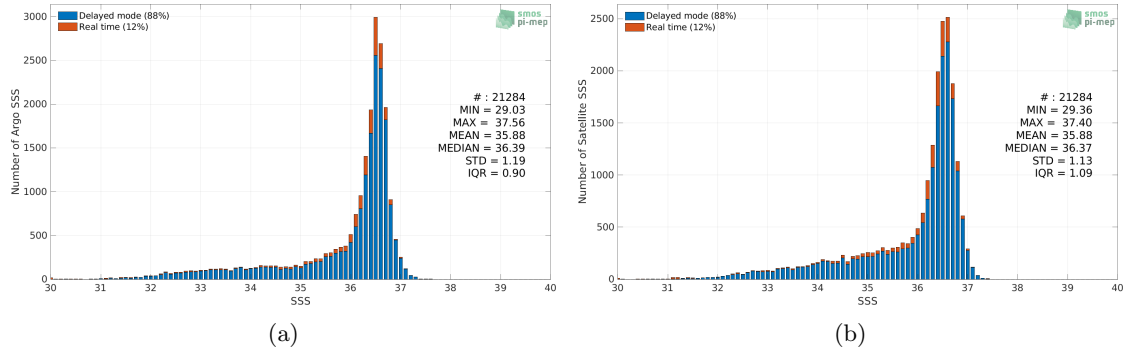 Delayed mode (88%)
Real time (12%)
smos
pi-mep
3000
2500
2000
1500
1000
500
0
Number of Argo SSS
# : 21284
MIN = 29.03
MAX = 37.56
MEAN = 35.88
MEDIAN = 36.39
STD = 1.19
IQR = 0.90
30 31 32 33 34 35 36 37 38 39 40
SSS
(a)
Delayed mode (88%)
Real time (12%)
smos
pi-mep
2500
2000
1500
1000
500
0
Number of Satellite SSS
# : 21284
MIN = 29.36
MAX = 37.40
MEAN = 35.88
MEDIAN = 36.37
STD = 1.13
IQR = 1.09
30 31 32 33 34 35 36 37 38 39 40
SSS
(b)